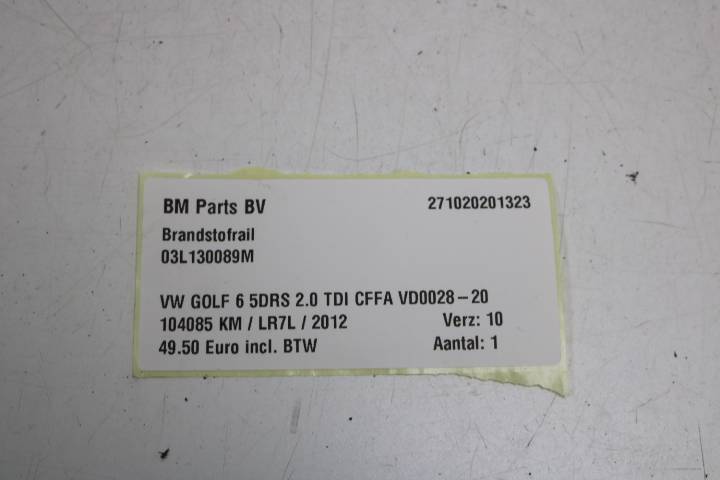 BM Parts BV 271020201323
Brandstofrail
03L130089M
VW GOLF 6 5DRS 2.0 TDI CFFA VD0028-20
104085 KM / LR7L / 2012 Verz: 10
49.50 Euro incl. BTW Aantal: 1